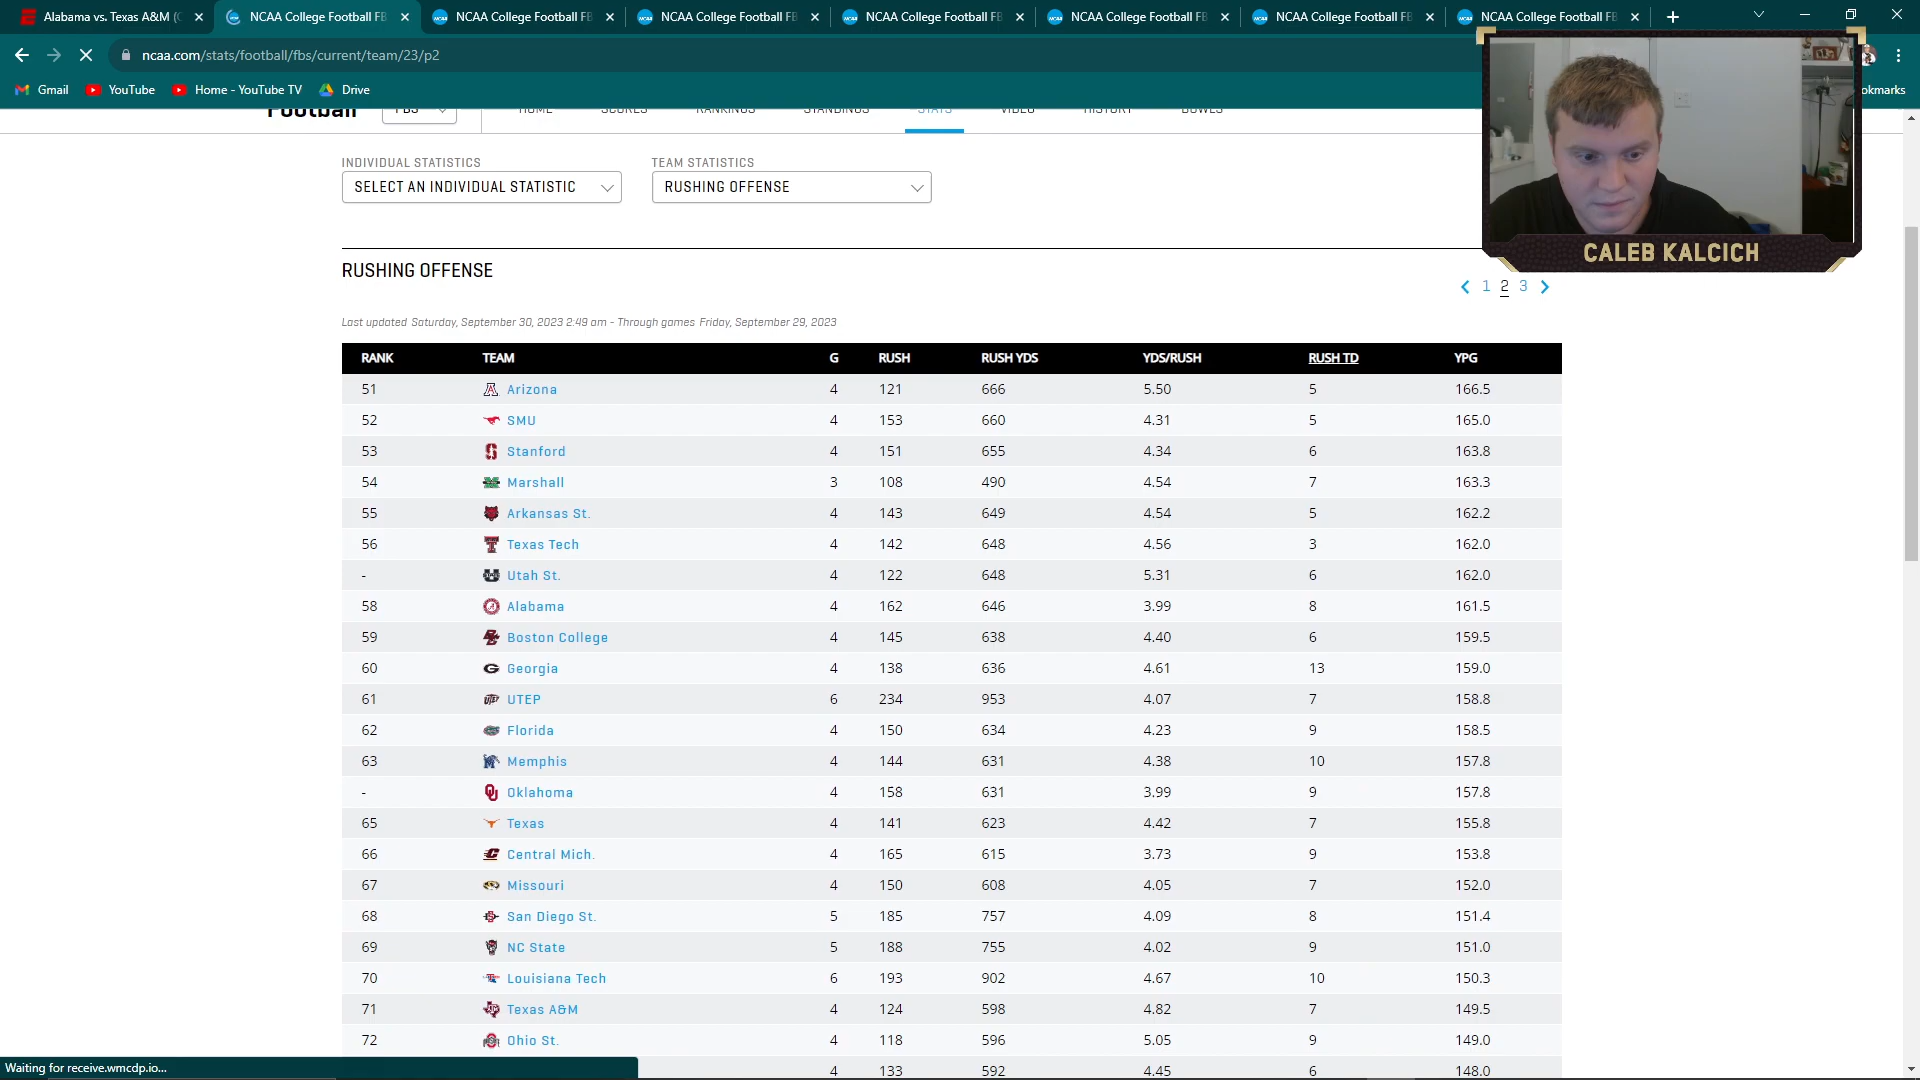 Alabama vs. Texas A&M (
NCAA College Football FB
NCAA College Football FB
NCAA College Football FB
NCAA College Football FB
NCAA College Football FB
NCAA College Football FB
NCAA College Football FB
ncaa.com/stats/football/fbs/current/team/23/p2
Gmail YouTube Home - YouTube TV Drive okmarks
Football FBS HOME SCORES RANKINGS STANDINGS STATS VIDEO HISTORY BOWLS
INDIVIDUAL STATISTICS TEAM STATISTICS
SELECT AN INDIVIDUAL STATISTIC RUSHING OFFENSE
CALEB KALCICH
RUSHING OFFENSE
1 2 3
Last updated Saturday, September 30, 2023 2:49 am - Through games Friday, September 29, 2023
RANK TEAM G RUSH RUSH YDS YDS/RUSH RUSH TD YPG
51 Arizona 4 121 666 5.50 5 166.5
52 SMU 4 153 660 4.31 5 165.0
53 Stanford 4 151 655 4.34 6 163.8
54 Marshall 3 108 490 4.54 7 163.3
55 Arkansas St. 4 143 649 4.54 5 162.2
56 Texas Tech 4 142 648 4.56 3 162.0
- Utah St. 4 122 648 5.31 6 162.0
58 Alabama 4 162 646 3.99 8 161.5
59 Boston College 4 145 638 4.40 6 159.5
60 Georgia 4 138 636 4.61 13 159.0
61 UTEP 6 234 953 4.07 7 158.8
62 Florida 4 150 634 4.23 9 158.5
63 Memphis 4 144 631 4.38 10 157.8
- Oklahoma 4 158 631 3.99 9 157.8
65 Texas 4 141 623 4.42 7 155.8
66 Central Mich. 4 165 615 3.73 9 153.8
67 Missouri 4 150 608 4.05 7 152.0
68 San Diego St. 5 185 757 4.09 8 151.4
69 NC State 5 188 755 4.02 9 151.0
70 Louisiana Tech 6 193 902 4.67 10 150.3
71 Texas A&M 4 124 598 4.82 7 149.5
72 Ohio St. 4 118 596 5.05 9 149.0
4 133 592 4.45 6 148.0
Waiting for receive.wmcdp.io...